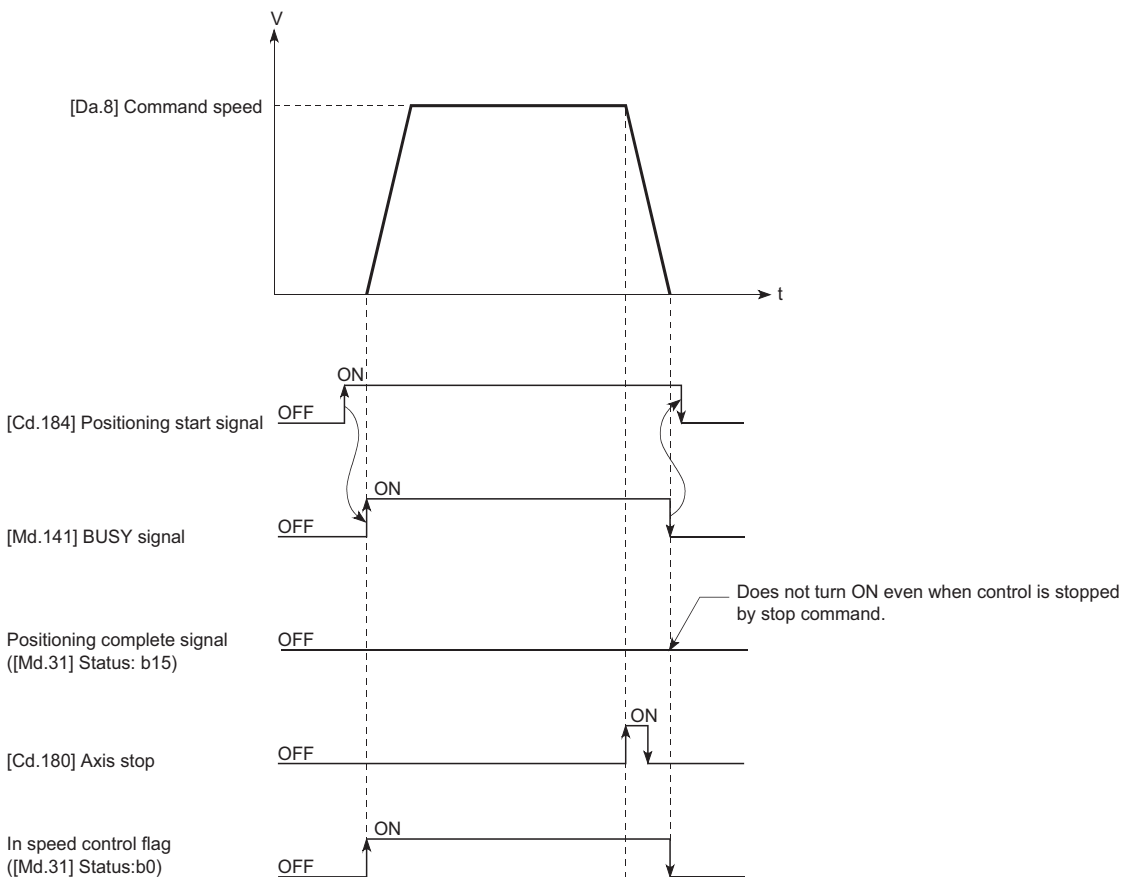 V
[Da.8] Command speed
t
ON
[Cd.184] Positioning start signal
OFF
ON
[Md.141] BUSY signal
OFF
Does not turn ON even when control is stopped
by stop command.
Positioning complete signal
([Md.31] Status: b15)
OFF
ON
[Cd.180] Axis stop
OFF
ON
In speed control flag
([Md.31] Status:b0)
OFF